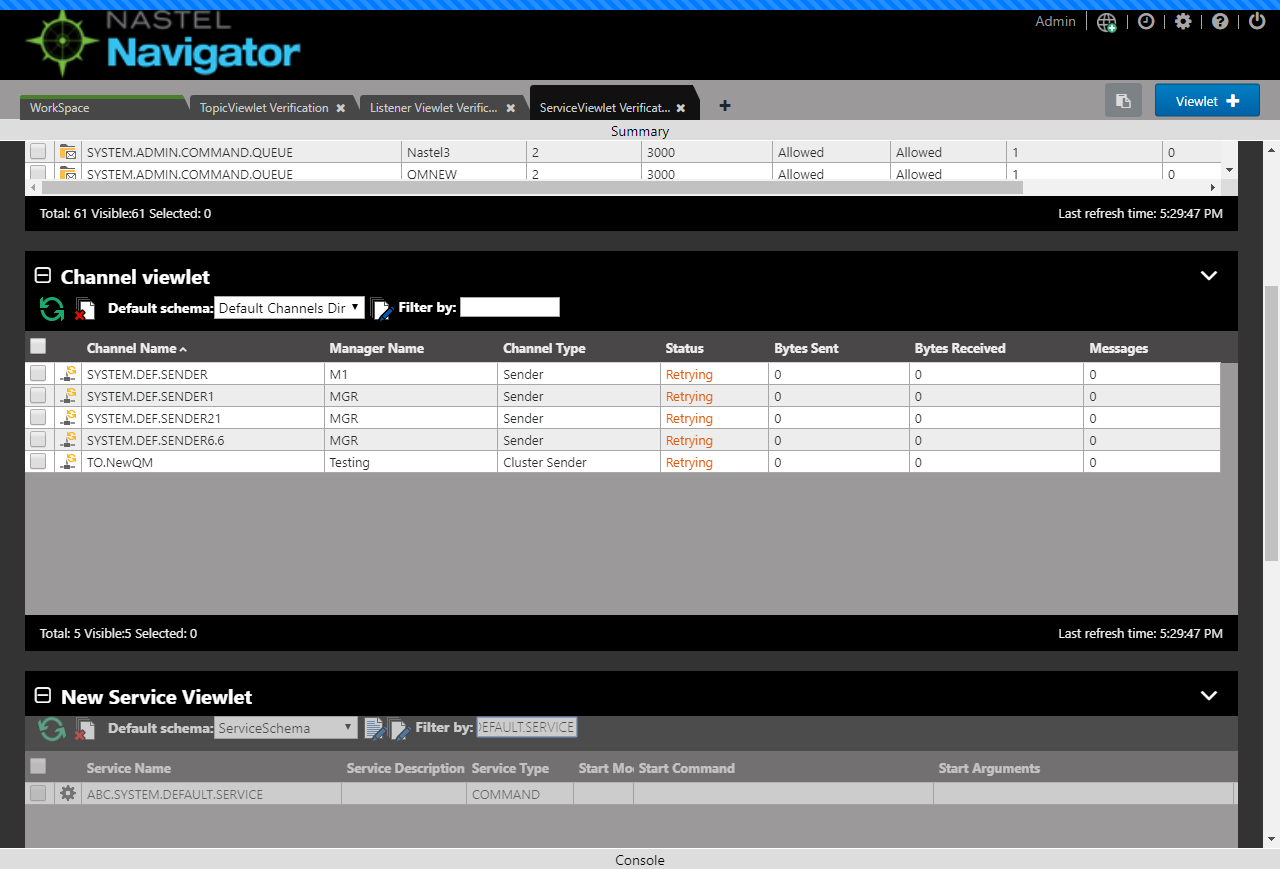 NASTEL
Navigator
Admin
WorkSpace TopicViewlet Verification Listener Viewlet Verific... ServiceViewlet Verificat... Viewlet
Summary
SYSTEM.ADMIN.COMMAND.QUEUE Nastel3 2 3000 Allowed Allowed 1 0
SYSTEM.ADMIN.COMMAND.QUEUE QMNEW 2 3000 Allowed Allowed 1 0
Total: 61 Visible:61 Selected: 0 Last refresh time: 5:29:47 PM
Channel viewlet
Default schema: Default Channels Dir Filter by:
Channel Name Manager Name Channel Type Status Bytes Sent Bytes Received Messages
SYSTEM.DEF.SENDER M1 Sender Retrying 0 0 0
SYSTEM.DEF.SENDER1 MGR Sender Retrying 0 0 0
SYSTEM.DEF.SENDER21 MGR Sender Retrying 0 0 0
SYSTEM.DEF.SENDER6.6 MGR Sender Retrying 0 0 0
TO.NewQM Testing Cluster Sender Retrying 0 0 0
Total: 5 Visible:5 Selected: 0 Last refresh time: 5:29:47 PM
New Service Viewlet
Default schema: ServiceSchema Filter by: DEFAULT.SERVICE
Service Name Service Description Service Type Start Mo Start Command Start Arguments
ABC.SYSTEM.DEFAULT.SERVICE COMMAND
Console